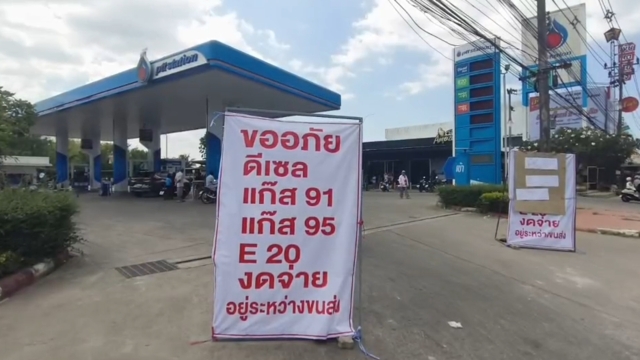 ptt station
ขออภัย
ดีเซล
แก๊ส 91
แก๊ส 95
E 20
งดจ่าย
อยู่ระหว่างขนส่ง
E 20
งดจ่าย
อยู่ระหว่างขนส่ง